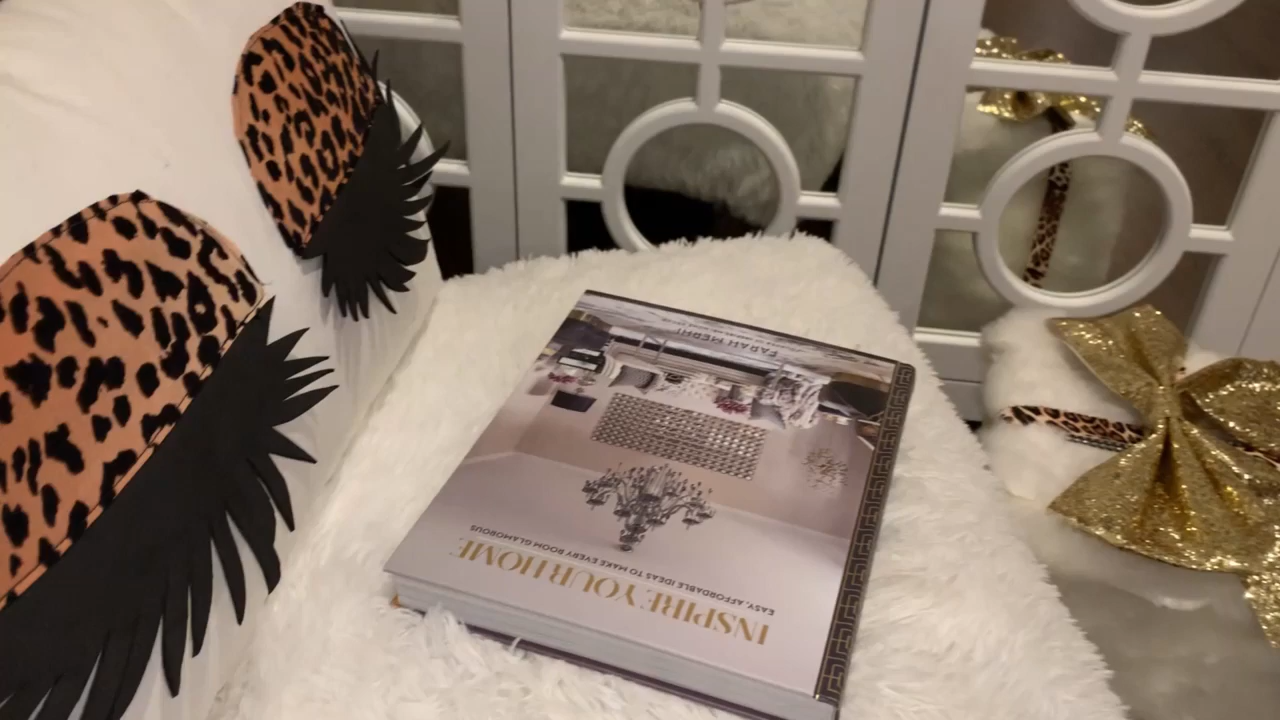 INSPIRE YOUR HOME
EASY, AFFORDABLE IDEAS TO MAKE EVERY ROOM GLAMOROUS
FARAH MERHI